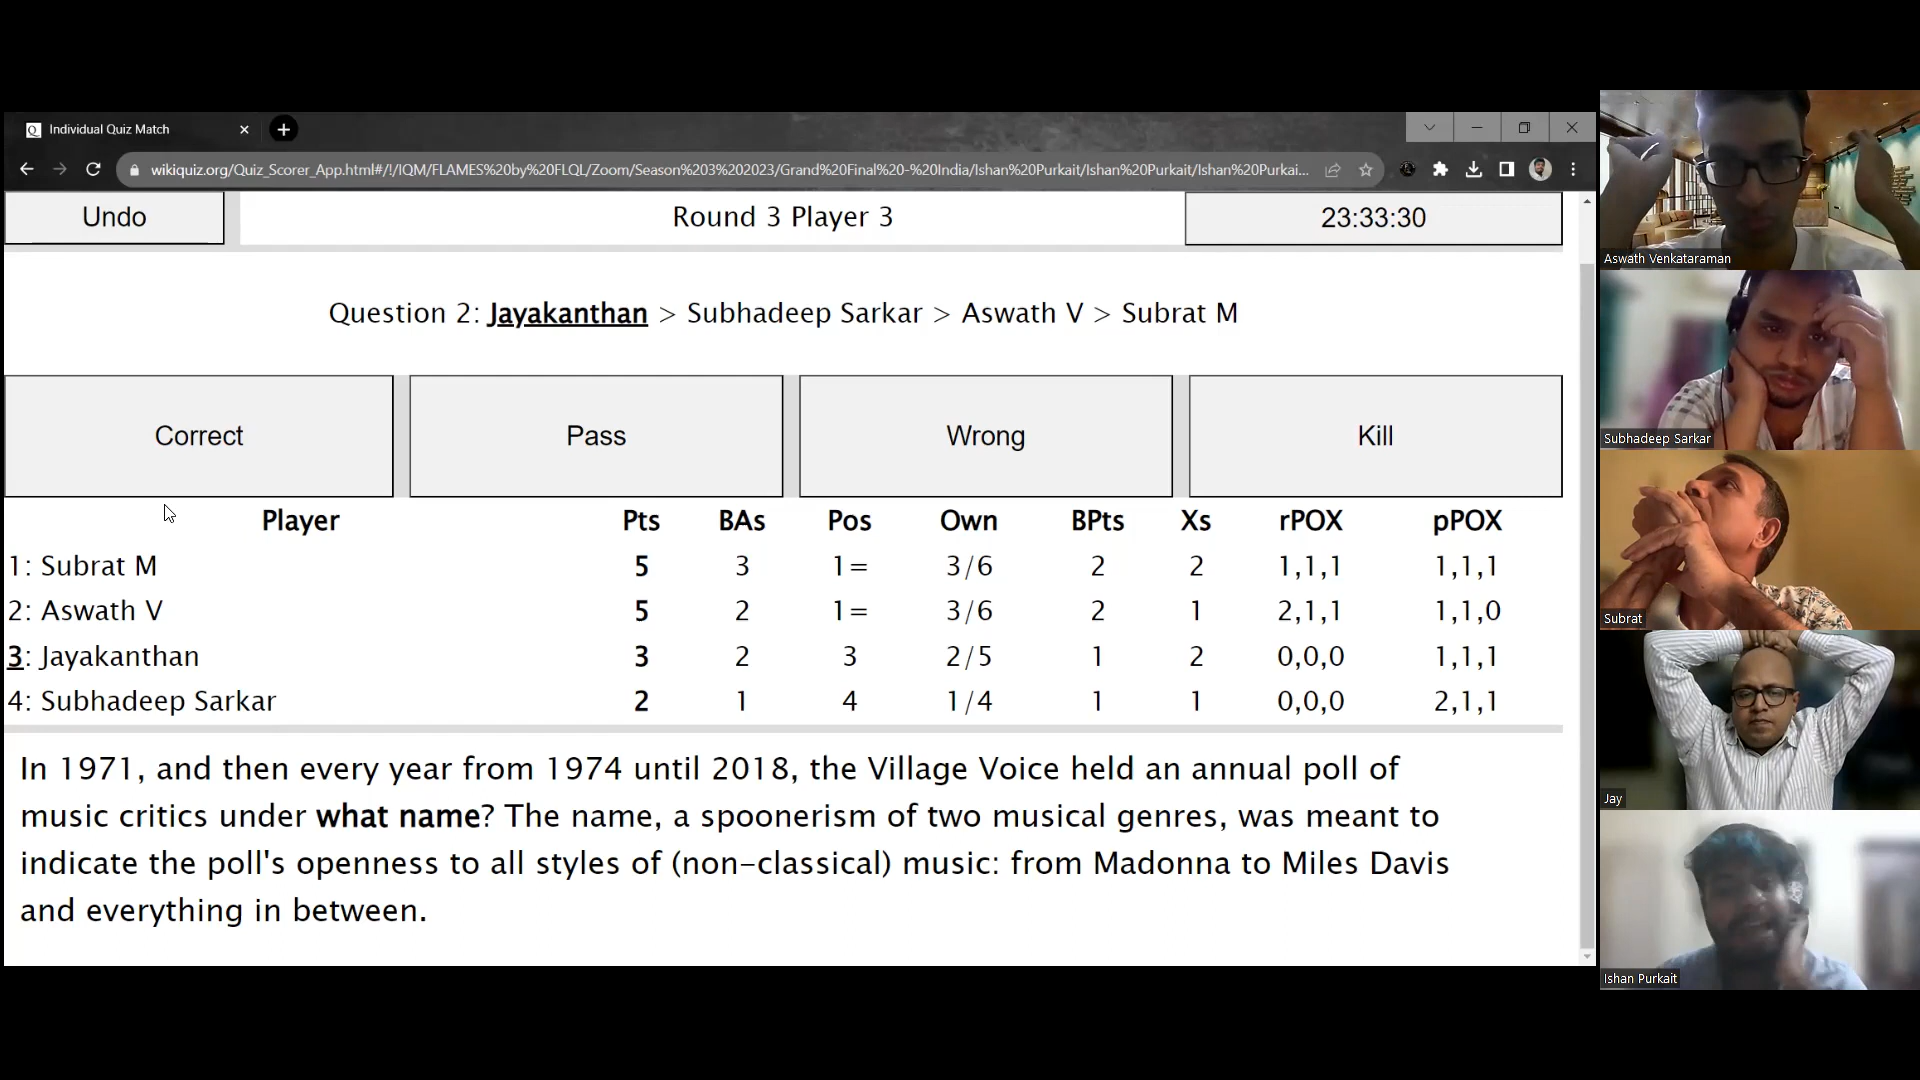 Individual Quiz Match
wikiquiz.org/Quiz_Scorer_App.html#/!/IQM/FLAMES%20by%20FLQL/Zoom/Season%203%202023/Grand%20Final%20-%20India/Ishan%20Purkait/Ishan%20Purkait/Ishan%20Purkai...
Undo
Round 3 Player 3
23:33:30
Question 2: Jayakanthan > Subhadeep Sarkar > Aswath V > Subrat M
Correct
Pass
Wrong
Kill
Player Pts BAs Pos Own BPts Xs rPOX pPOX
1: Subrat M 5 3 1= 3/6 2 2 1,1,1 1,1,1
2: Aswath V 5 2 1= 3/6 2 1 2,1,1 1,1,0
3: Jayakanthan 3 2 3 2/5 1 2 0,0,0 1,1,1
4: Subhadeep Sarkar 2 1 4 1/4 1 1 0,0,0 2,1,1
In 1971, and then every year from 1974 until 2018, the Village Voice held an annual poll of
music critics under what name? The name, a spoonerism of two musical genres, was meant to
indicate the poll's openness to all styles of (non-classical) music: from Madonna to Miles Davis
and everything in between.
Aswath Venkataraman
Subhadeep Sarkar
Subrat
Jay
Ishan Purkait